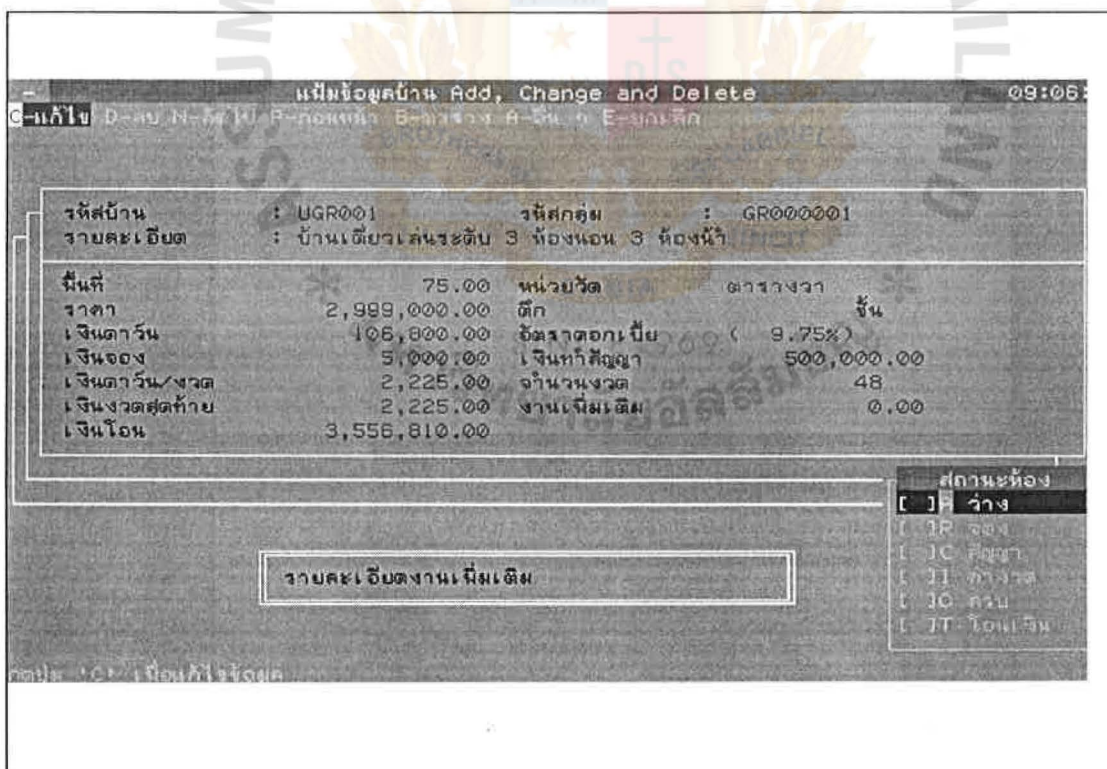 แฟ้มข้อมูลบ้าน Add, Change and Delete 09:06:
C-แก้ไข D-ลบ N-ถัดไป P-ก่อนหน้า B-ตาราง A-อื่น ๆ E-ยกเลิก
รหัสบ้าน : UGR001 รหัสกลุ่ม : GR000001
รายละเอียด : บ้านเดี่ยวเล่นระดับ 3 ห้องนอน 3 ห้องน้ำ
พื้นที่ 75.00 หน่วยวัด ตารางวา
ราคา 2,999,000.00 ตึก ชั้น
เงินดาวน์ 106,800.00 อัตราดอกเบี้ย ( 9.75%)
เงินจอง 5,000.00 เงินทำสัญญา 500,000.00
เงินดาวน์/งวด 2,225.00 จำนวนงวด 48
เงินงวดสุดท้าย 2,225.00 งานเพิ่มเติม 0.00
เงินโอน 3,556,810.00
สถานะห้อง
[ ] ว่าง
[ ]R จอง
[ ]C สัญญา
[ ]I
[ ]O ครบ
[ ]T-โอนเงิน
รายละเอียดงานเพิ่มเติม
กดปุ่ม 'C' เพื่อแก้ไขข้อมูล